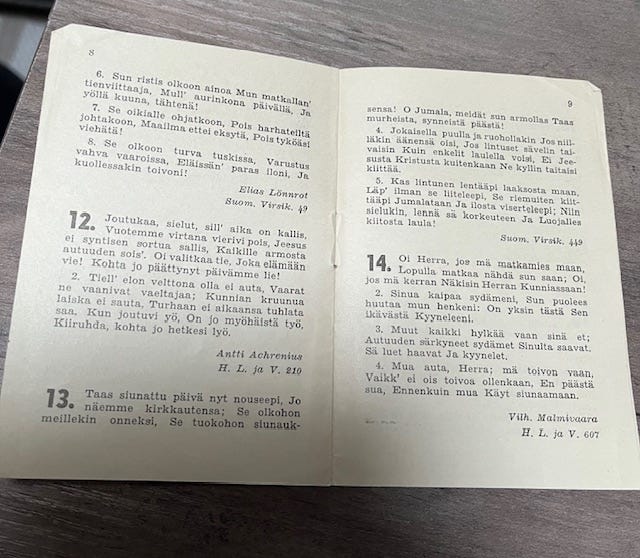 8
6. Sun ristis olkoon ainoa Mun matkallan'
tienviittaaja, Mull' aurinkona päivällä, Ja
yöllä kuuna, tähtenä!
7. Se oikialle ohjatkoon, Pois harhateiltä
johtakoon, Maailma ettei eksytä, Pois tyköäsi
viehätä!
8. Se olkoon turva tuskissa, Varustus
vahva vaaroissa, Eläissän' paras iloni, Ja
kuollessakin toivoni!
Elias Lönnrot
Suom. Virsik. 49
12. Joutukaa, sielut, sill' aika on kallis,
Vuotemme virtana vierivi pois, Jeesus
ei syntisen sortua sallis, Kaikille armosta
autuuden sois'. Oi valitkaa tie, Joka elämään
vie! Kohta jo päättynyt päivämme lie!
2. Tiell' elon velttona olla ei auta, Vaarat
ne vaanivat vaeltajaa; Kunnian kruunua
laiska ei sauta, Turhaan ei aikaansa tuhlata
saa. Kun joutuvi yö, On jo myöhäistä työ,
Kiiruhda, kohta jo hetkesi lyö.
Antti Achrenius
H. L. ja V. 210
13. Taas siunattu päivä nyt nouseepi, Jo
näemme kirkkautensa; Se olkohon
meillekin onneksi, Se tuokohon siunauk-
9
sensa! O Jumala, meidät sun armollas Taas
murheista, synneistä päästä!
4. Jokaisella puulla ja ruohollakin Jos niil-
läkin äänensä oisi, Jos lintuset sävelin tai-
vaisin Kuin enkelit laulella voisi, Ei Jee-
susta Kristusta kuitenkaan Ne kyllin taitaisi
kiittää.
5. Kas lintunen lentääpi laaksosta maan,
Läp' ilman se liiteleepi, Se riemuiten kiit-
tääpi Jumalataan Ja ilosta viserteleepi; Niin
sielukin, lennä sä korkeuteen Ja Luojalles
kiitosta laula!
Suom. Virsik. 449
14. Oi Herra, jos mä matkamies maan,
Lopulla matkaa nähdä sun saan; Oi,
jos mä kerran Näkisin Herran Kunniassaan!
2. Sinua kaipaa sydämeni, Sun puolees
huutaa mun henkeni: On yksin tästä Sen
ikävästä Kyyneleeni.
3. Muut kaikki hylkää vaan sinä et;
Autuuden särkyneet sydämet Sinulta saavat.
Sä luet haavat Ja kyynelet.
4. Mua auta, Herra; mä toivon vaan,
Vaikk' ei ois toivoa ollenkaan, En päästä
sua, Ennenkuin mua Käyt siunaamaan.
Vilh. Malmivaara
H. L. ja V. 607